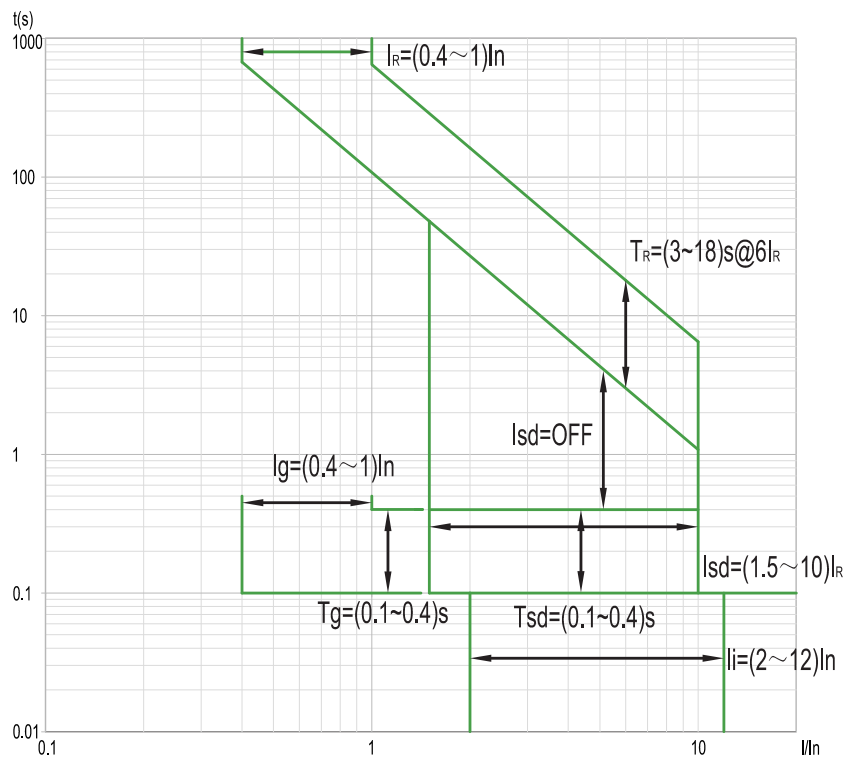 t(s)
1000
IR=(0.4～1)In
100
TR=(3~18)s@6IR
10
Isd=OFF
1
Ig=(0.4～1)In
Isd=(1.5～10)IR
0.1
Tg=(0.1~0.4)s
Tsd=(0.1~0.4)s
Ii=(2～12)In
0.01
0.1
1
10
I/In